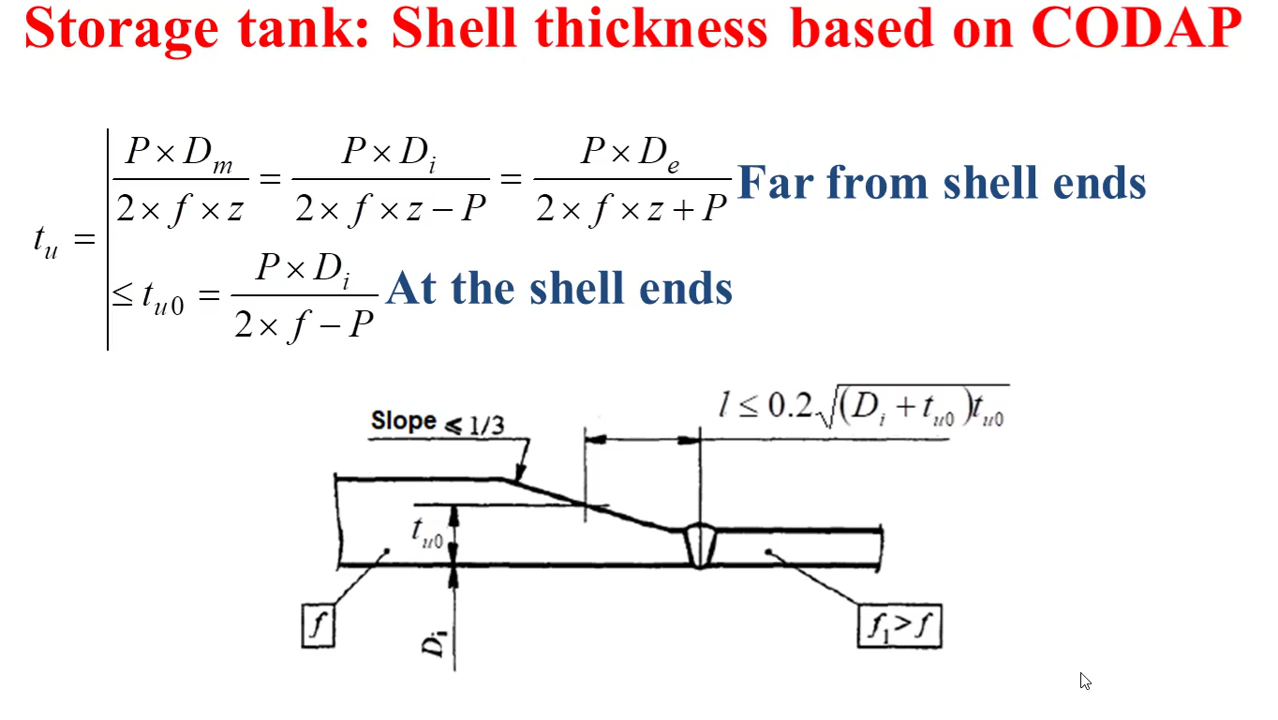 Storage tank: Shell thickness based on CODAP
t_u = | P × D_m / (2 × f × z) = P × D_i / (2 × f × z − P) = P × D_e / (2 × f × z + P) Far from shell ends
≤ t_u0 = P × D_i / (2 × f − P) At the shell ends
l ≤ 0.2√((D_i + t_u0)t_u0)
Slope ⩽ 1/3
t_u0
f
D_i
f_1 > f